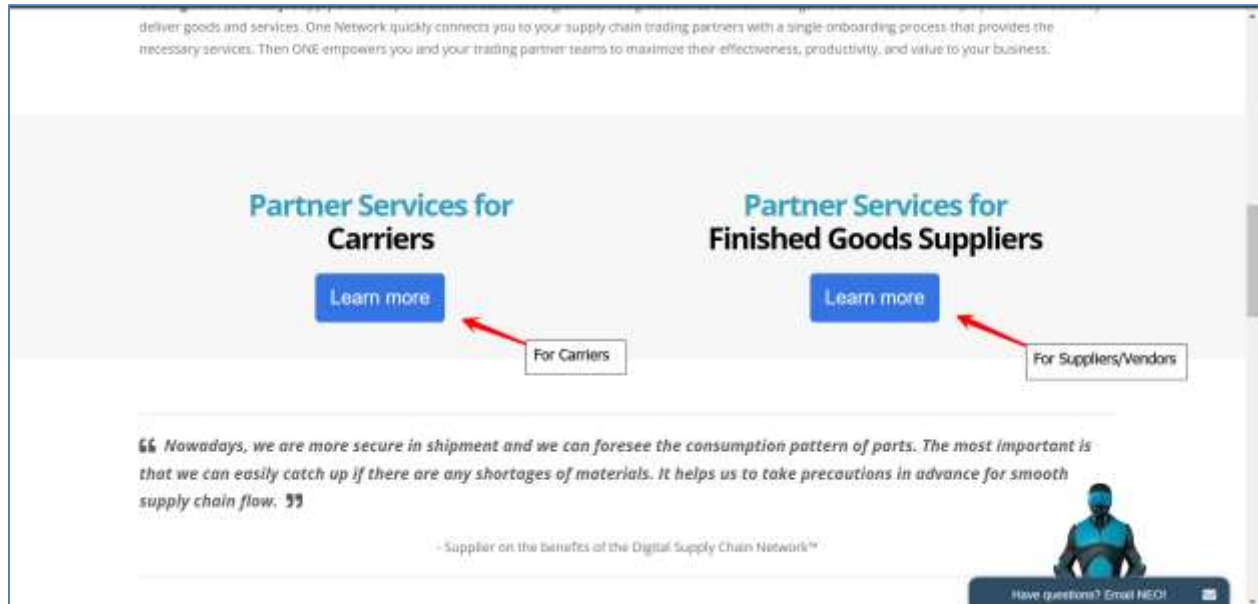 deliver goods and services. One Network quickly connects you to your supply chain trading partners with a single onboarding process that provides the
necessary services. Then ONE empowers you and your trading partner teams to maximize their effectiveness, productivity, and value to your business.
Partner Services for
Carriers
Learn more
For Carriers
Partner Services for
Finished Goods Suppliers
Learn more
For Suppliers/Vendors
❝ Nowadays, we are more secure in shipment and we can foresee the consumption pattern of parts. The most important is
that we can easily catch up if there are any shortages of materials. It helps us to take precautions in advance for smooth
supply chain flow. ❞
- Supplier on the benefits of the Digital Supply Chain Network™
Have questions? Email NEO!